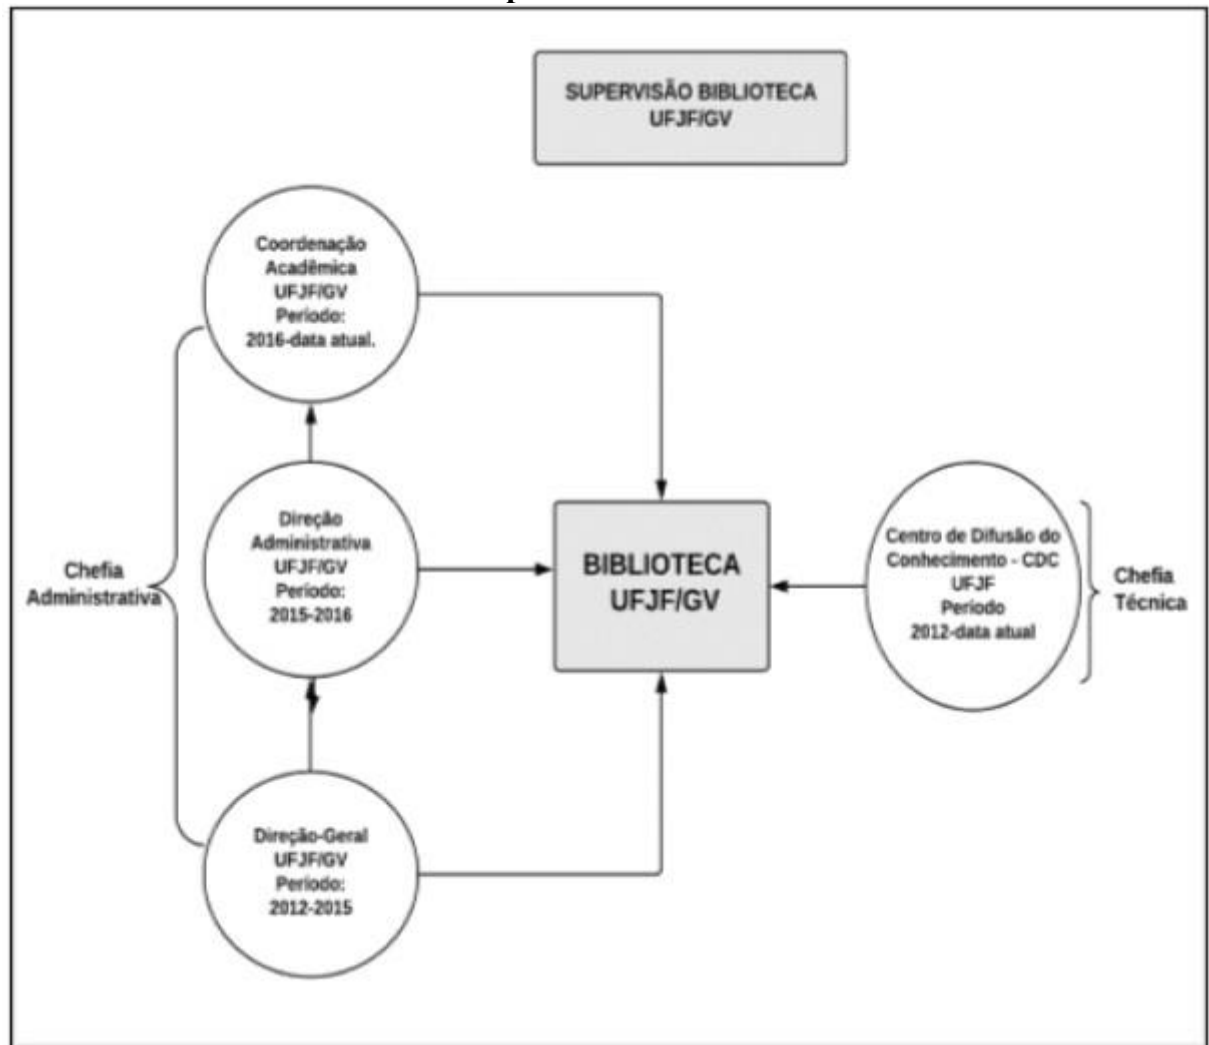 SUPERVISÃO BIBLIOTECA
UFJF/GV
Coordenação
Acadêmica
UFJF/GV
Período:
2016-data atual.
Direção
Administrativa
UFJF/GV
Período:
2015-2016
Chefia
Administrativa
BIBLIOTECA
UFJF/GV
Centro de Difusão do
Conhecimento - CDC
UFJF
Período
2012-data atual
Chefia
Técnica
Direção-Geral
UFJF/GV
Período:
2012-2015